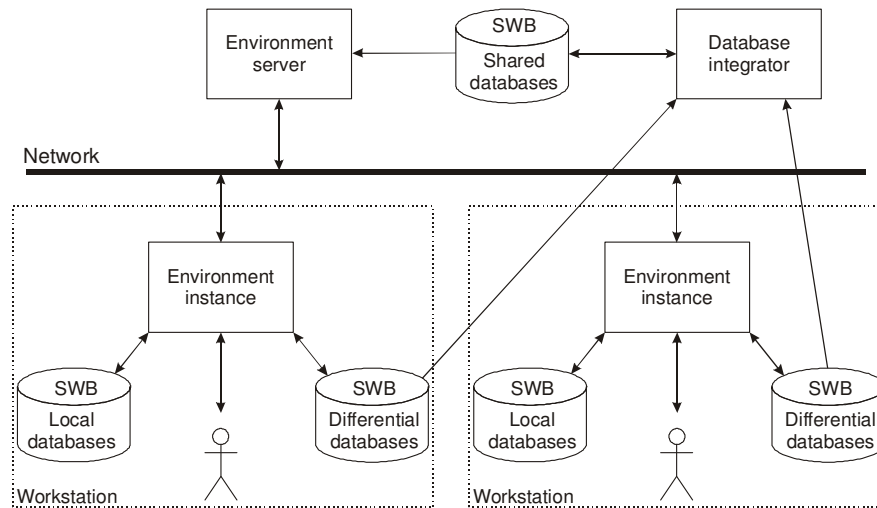 Environment
server
SWB
Shared
databases
Database
integrator
Network
Environment
instance
Environment
instance
SWB
Local
databases
SWB
Differential
databases
SWB
Local
databases
SWB
Differential
databases
Workstation
Workstation